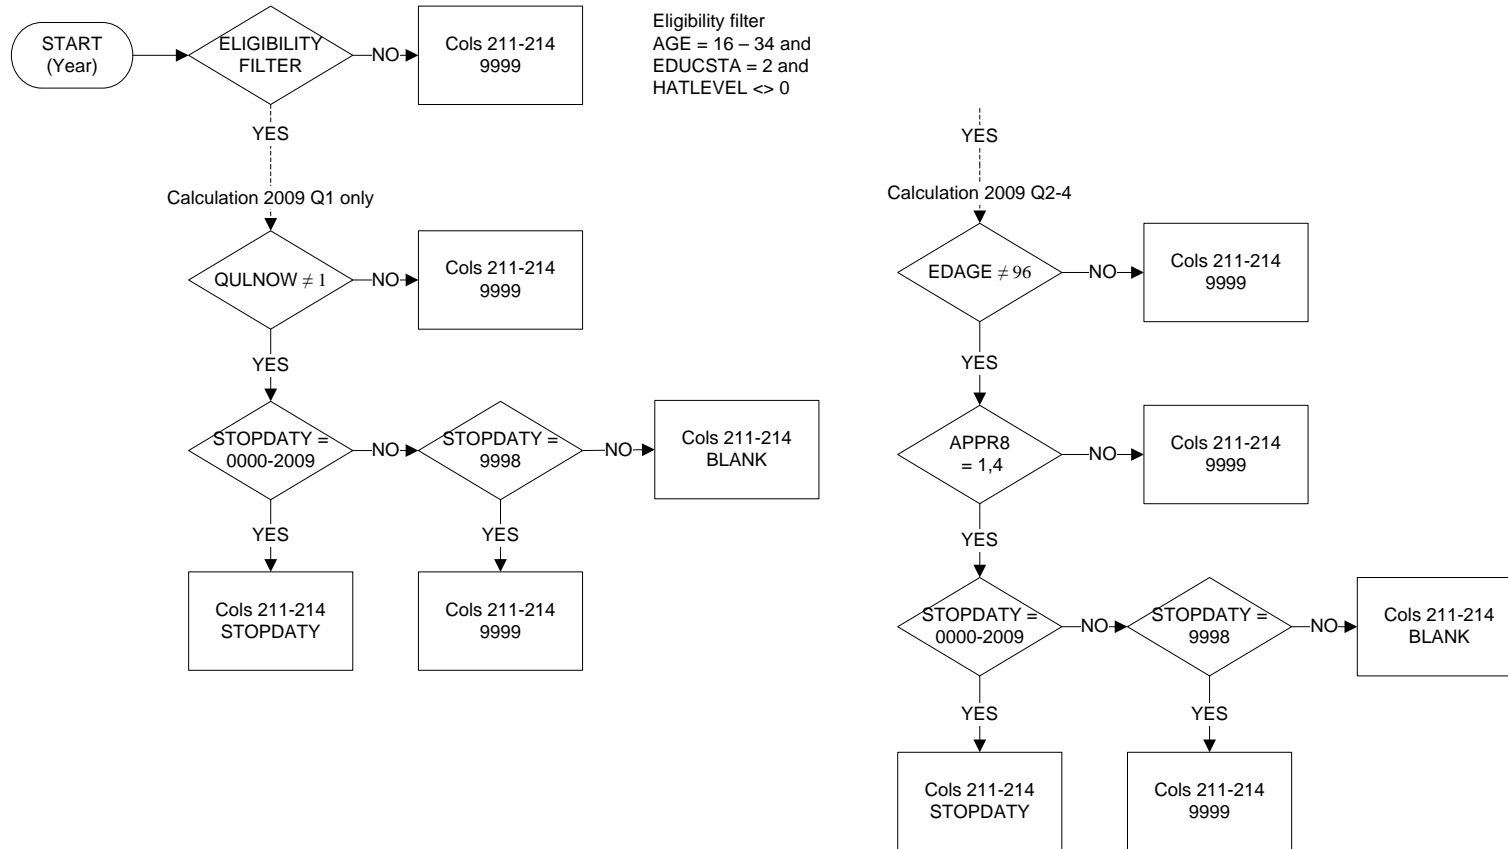 START
(Year)
ELIGIBILITY
FILTER
NO
Cols 211-214
9999
Eligibility filter
AGE = 16 – 34 and
EDUCSTA = 2 and
HATLEVEL <> 0
YES
Calculation 2009 Q1 only
QULNOW ≠ 1
NO
Cols 211-214
9999
YES
STOPDATY =
0000-2009
NO
STOPDATY =
9998
NO
Cols 211-214
BLANK
YES
YES
Cols 211-214
STOPDATY
Cols 211-214
9999
YES
Calculation 2009 Q2-4
EDAGE ≠ 96
NO
Cols 211-214
9999
YES
APPR8
= 1,4
NO
Cols 211-214
9999
YES
STOPDATY =
0000-2009
NO
STOPDATY =
9998
NO
Cols 211-214
BLANK
YES
YES
Cols 211-214
STOPDATY
Cols 211-214
9999